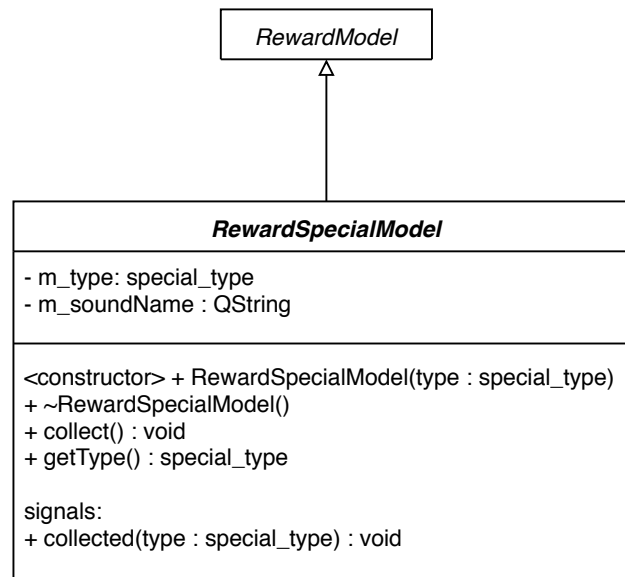 RewardModel
RewardSpecialModel
- m_type: special_type
- m_soundName : QString
<constructor> + RewardSpecialModel(type : special_type)
+ ~RewardSpecialModel()
+ collect() : void
+ getType() : special_type
signals:
+ collected(type : special_type) : void